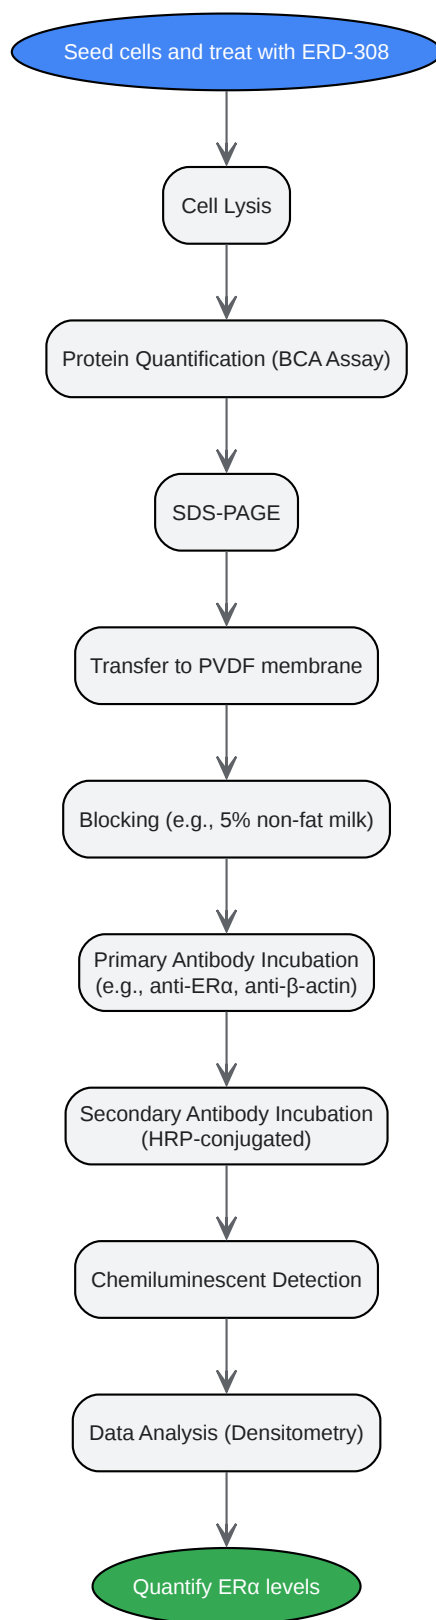 Seed cells and treat with ERD-308
Cell Lysis
Protein Quantification (BCA Assay)
SDS-PAGE
Transfer to PVDF membrane
Blocking (e.g., 5% non-fat milk)
Primary Antibody Incubation
(e.g., anti-ERα, anti-β-actin)
Secondary Antibody Incubation
(HRP-conjugated)
Chemiluminescent Detection
Data Analysis (Densitometry)
Quantify ERα levels